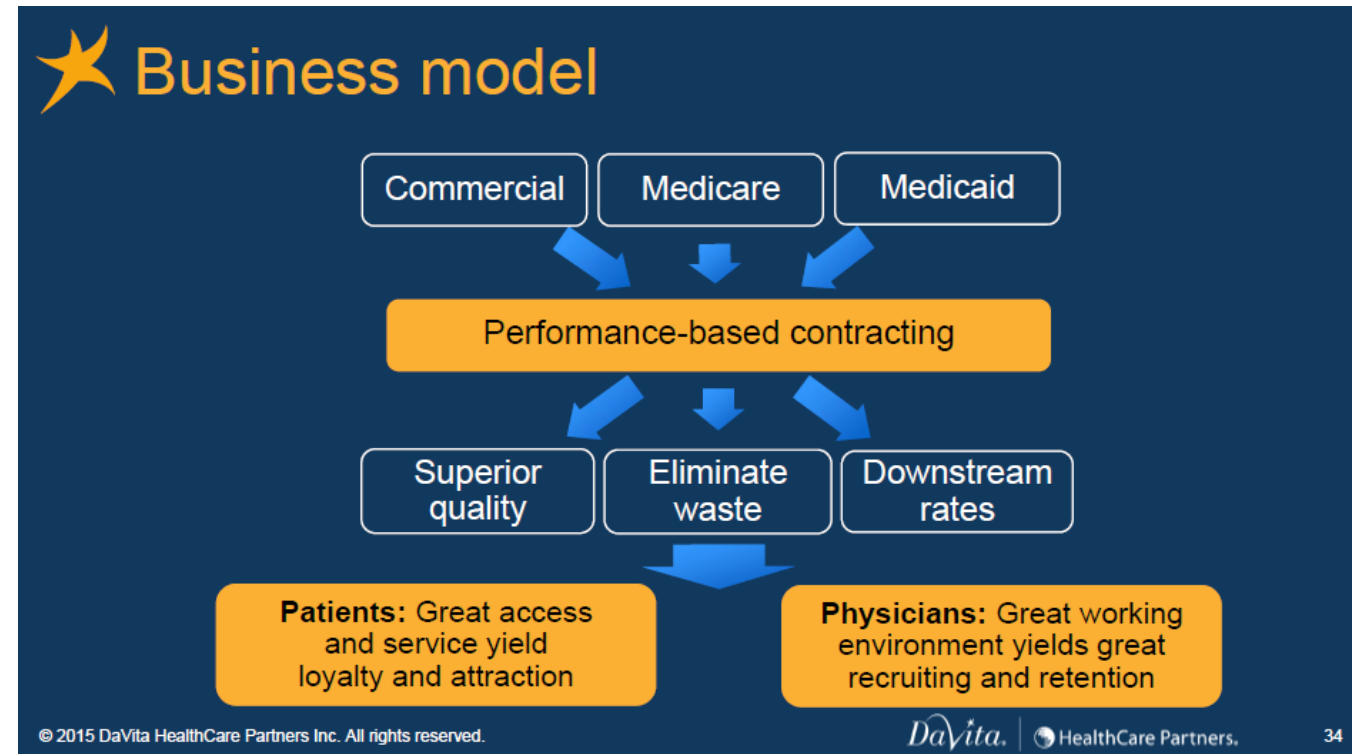 Business model
Commercial
Medicare
Medicaid
Performance-based contracting
Superior
quality
Eliminate
waste
Downstream
rates
Patients: Great access
and service yield
loyalty and attraction
Physicians: Great working
environment yields great
recruiting and retention
© 2015 DaVita HealthCare Partners Inc. All rights reserved.
DaVita. HealthCare Partners.
34